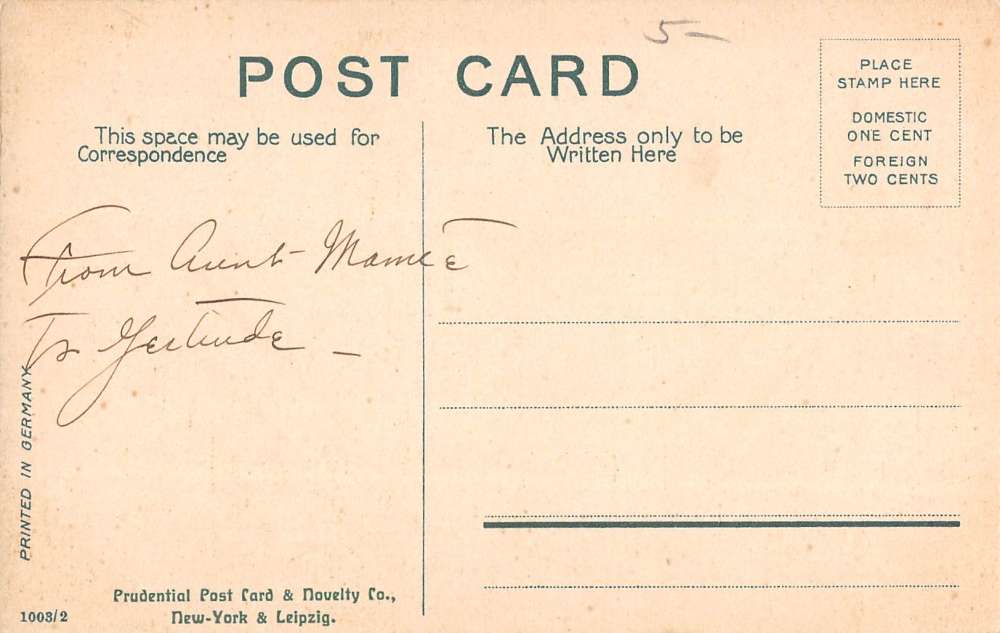 5-
POST CARD
PLACE
STAMP HERE
DOMESTIC
ONE CENT
FOREIGN
TWO CENTS
This space may be used for
Correspondence
The Address only to be
Written Here
From Aunt Mamie
To Gertrude -
PRINTED IN GERMANY
Prudential Post Card & Novelty Co.,
New-York & Leipzig.
1003/2